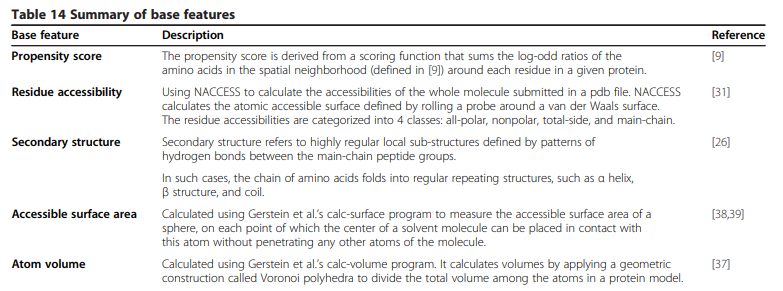 Table 14 Summary of base features
Base feature Description Reference
Propensity score The propensity score is derived from a scoring function that sums the log-odd ratios of the [9]
amino acids in the spatial neighborhood (defined in [9]) around each residue in a given protein.
Residue accessibility Using NACCESS to calculate the accessibilities of the whole molecule submitted in a pdb file. NACCESS [31]
calculates the atomic accessible surface defined by rolling a probe around a van der Waals surface.
The residue accessibilities are categorized into 4 classes: all-polar, nonpolar, total-side, and main-chain.
Secondary structure Secondary structure refers to highly regular local sub-structures defined by patterns of [26]
hydrogen bonds between the main-chain peptide groups.
In such cases, the chain of amino acids folds into regular repeating structures, such as α helix,
β structure, and coil.
Accessible surface area Calculated using Gerstein et al.'s calc-surface program to measure the accessible surface area of a [38,39]
sphere, on each point of which the center of a solvent molecule can be placed in contact with
this atom without penetrating any other atoms of the molecule.
Atom volume Calculated using Gerstein et al.'s calc-volume program. It calculates volumes by applying a geometric [37]
construction called Voronoi polyhedra to divide the total volume among the atoms in a protein model.